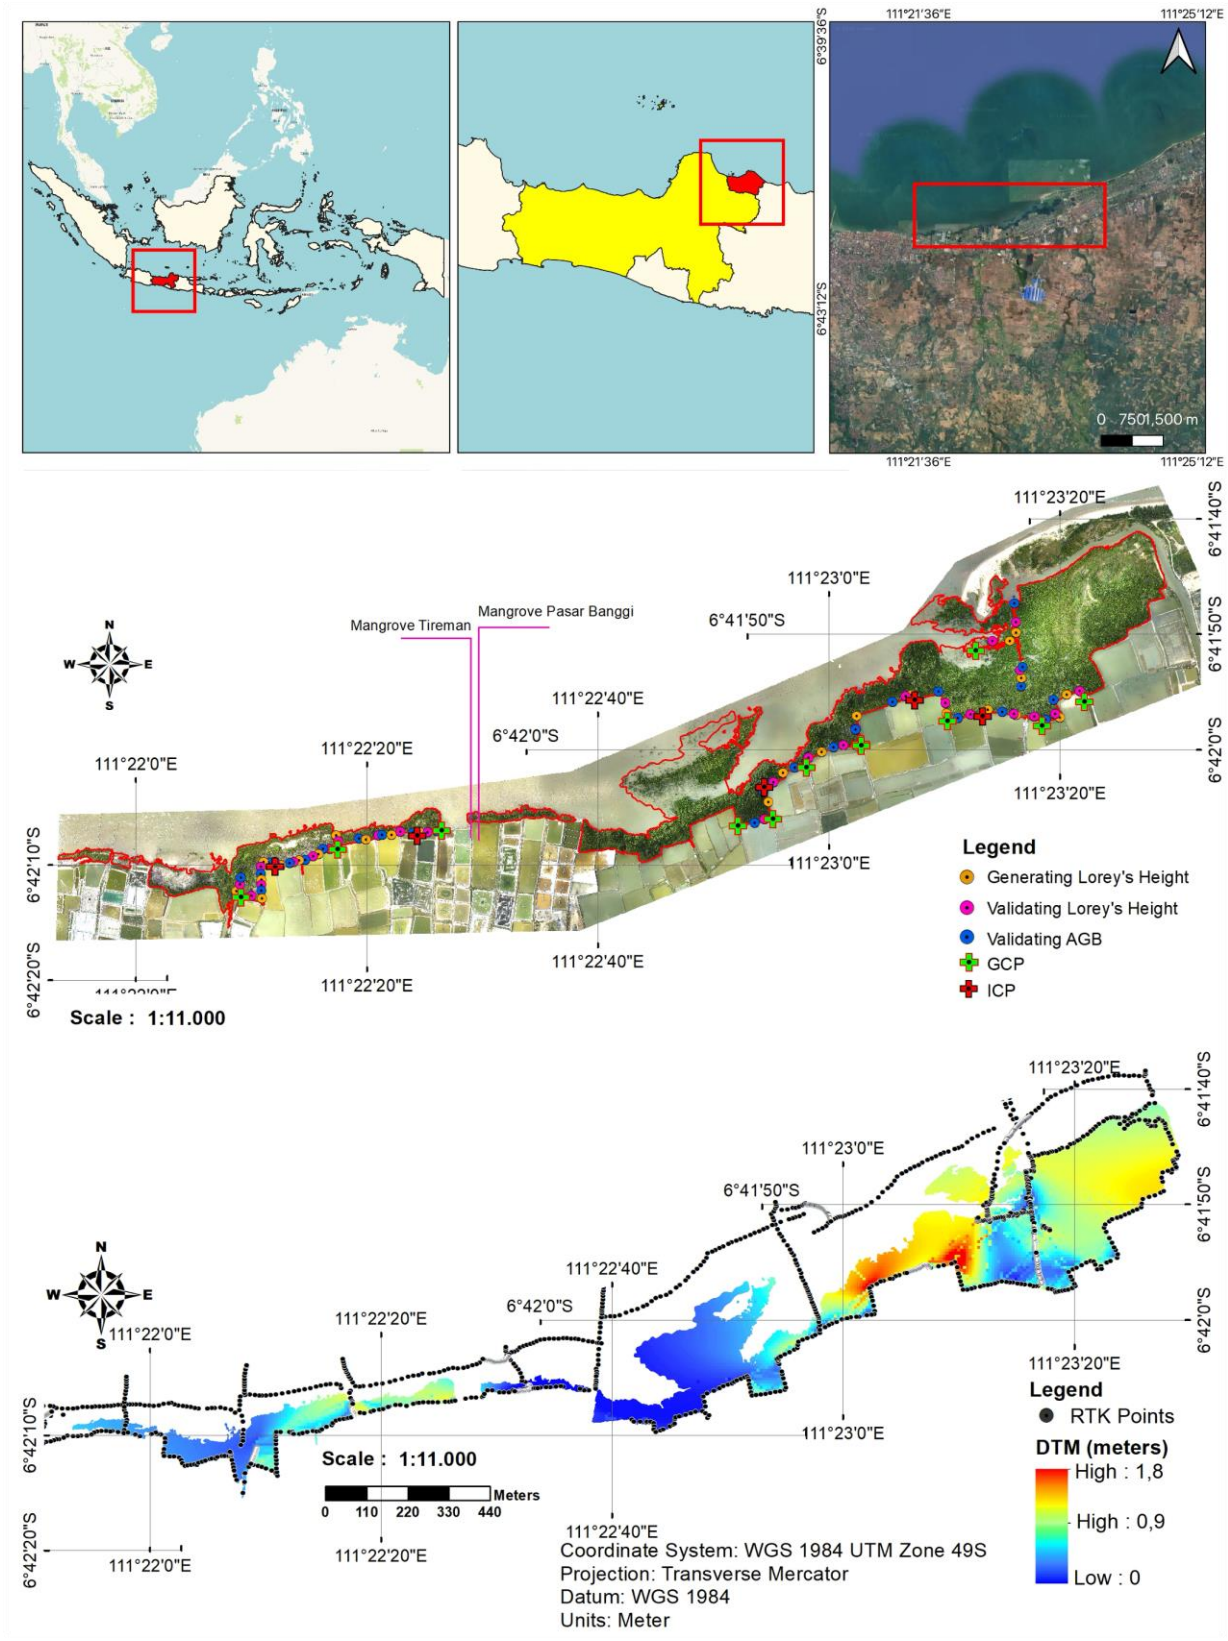 111°21'36"E
111°25'12"E
6°39'36"S
6°43'12"S
0 7501,500 m
111°21'36"E
111°25'12"E
111°23'20"E
6°41'40"S
111°23'0"E
Mangrove Pasar Banggi
Mangrove Tireman
6°41'50"S
6°41'50"S
N
W E
S
111°22'40"E
6°42'0"S
6°42'0"S
111°22'20"E
111°22'0"E
111°23'20"E
6°42'10"S
111°23'0"E
Legend
Generating Lorey's Height
Validating Lorey's Height
Validating AGB
GCP
ICP
111°22'40"E
111°22'20"E
6°42'20"S
111°22'0"E
Scale : 1:11.000
111°23'20"E
6°41'40"S
111°23'0"E
6°41'50"S
6°41'50"S
N
W E
S
111°22'40"E
6°42'0"S
6°42'0"S
111°22'20"E
111°22'0"E
111°23'20"E
Legend
RTK Points
6°42'10"S
111°23'0"E
DTM (meters)
High : 1,8
High : 0,9
Low : 0
Scale : 1:11.000
Meters
0 110 220 330 440
111°22'40"E
6°42'20"S
111°22'0"E
111°22'20"E
Coordinate System: WGS 1984 UTM Zone 49S
Projection: Transverse Mercator
Datum: WGS 1984
Units: Meter